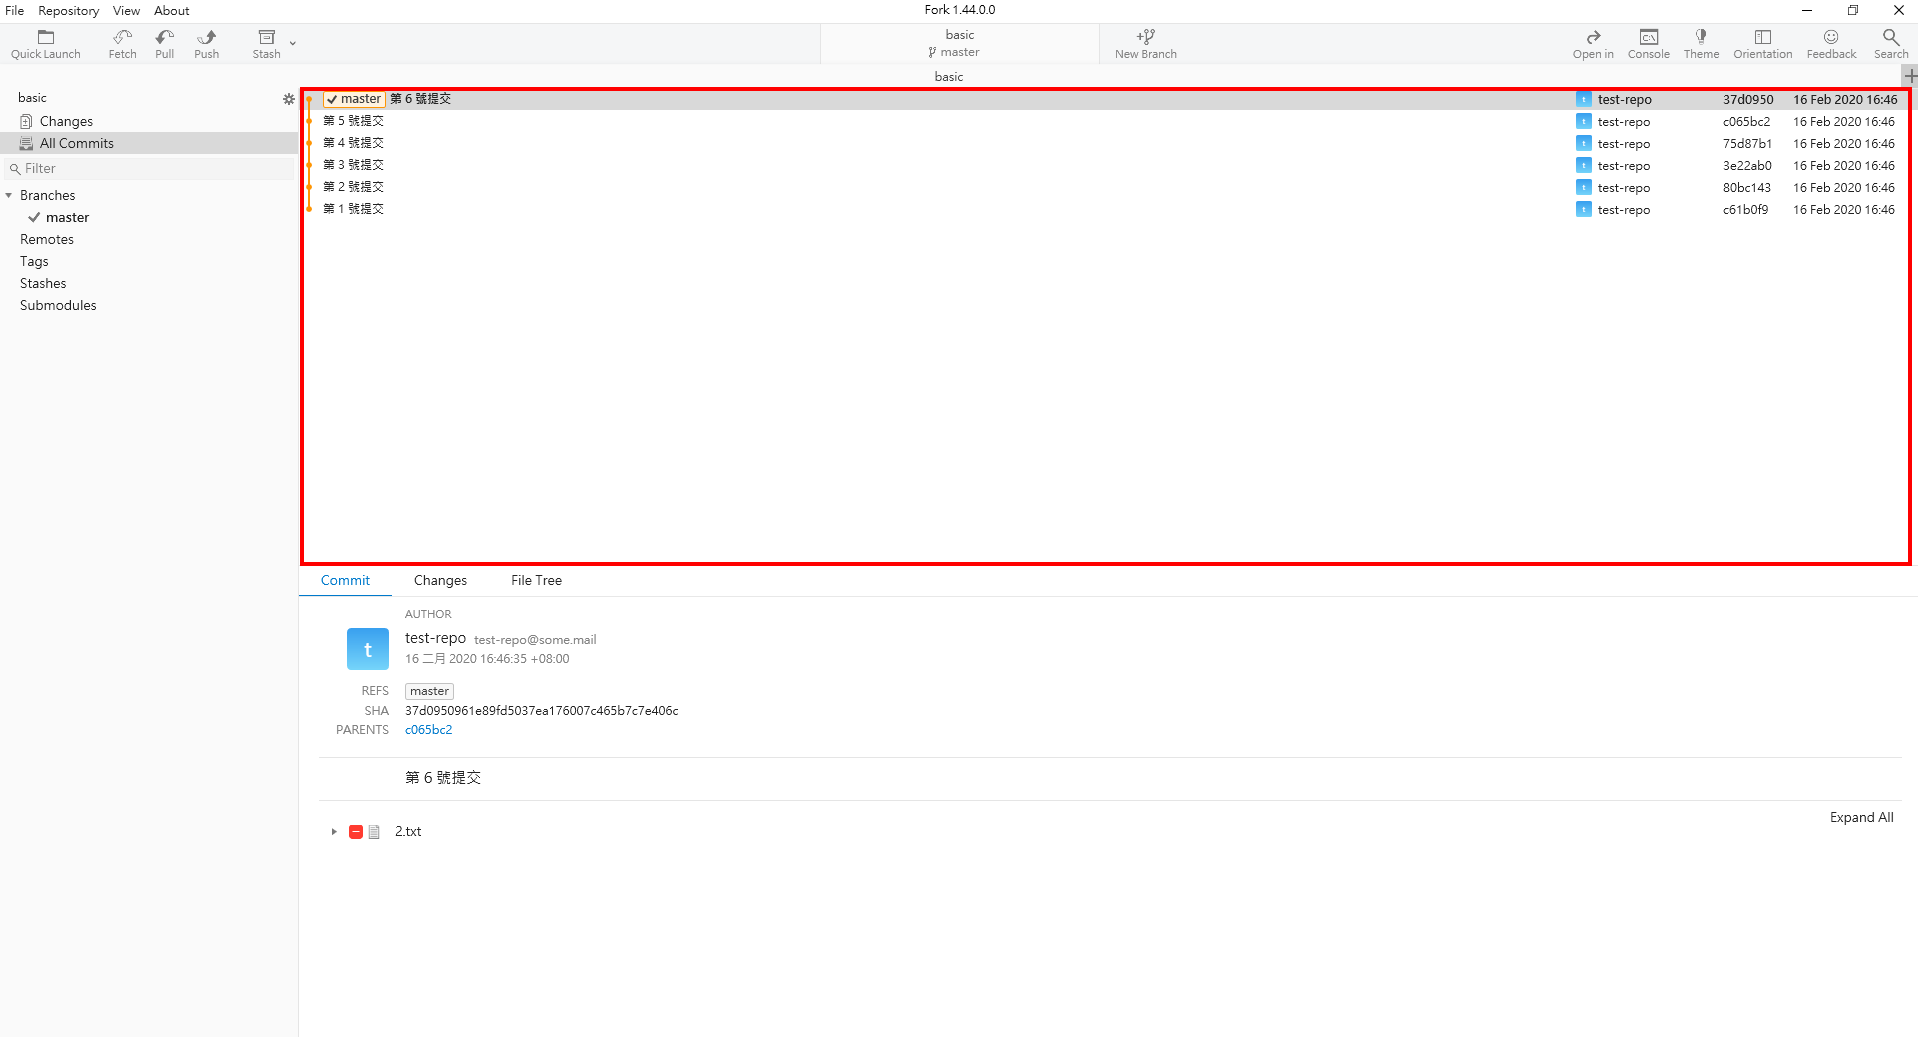 File Repository View About Fork 1.44.0.0
Quick Launch Fetch Pull Push Stash basic master New Branch Open in Console Theme Orientation Feedback Search
basic
basic
Changes
All Commits
Filter
Branches
master
Remotes
Tags
Stashes
Submodules
master 第 6 號提交 t test-repo 37d0950 16 Feb 2020 16:46
第 5 號提交 t test-repo c065bc2 16 Feb 2020 16:46
第 4 號提交 t test-repo 75d87b1 16 Feb 2020 16:46
第 3 號提交 t test-repo 3e22ab0 16 Feb 2020 16:46
第 2 號提交 t test-repo 80bc143 16 Feb 2020 16:46
第 1 號提交 t test-repo c61b0f9 16 Feb 2020 16:46
Commit Changes File Tree
AUTHOR
t test-repo test-repo@some.mail
16 二月 2020 16:46:35 +08:00
REFS master
SHA 37d0950961e89fd5037ea176007c465b7c7e406c
PARENTS c065bc2
第 6 號提交
Expand All
2.txt